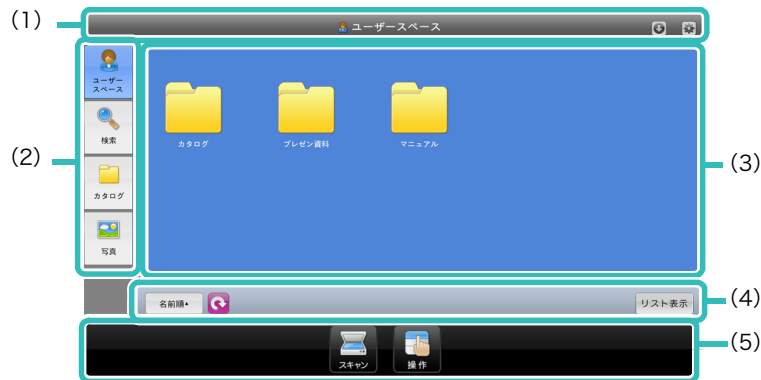 (1)
ユーザースペース
ユーザー
スペース
検索
(2)
カタログ
写真
カタログ
プレゼン資料
マニュアル
(3)
名前順▲
リスト表示
(4)
スキャン
操作
(5)